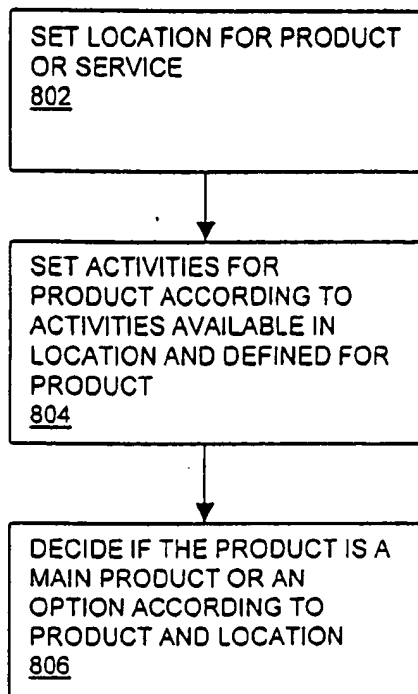 SET LOCATION FOR PRODUCT
OR SERVICE
802
SET ACTIVITIES FOR
PRODUCT ACCORDING TO
ACTIVITIES AVAILABLE IN
LOCATION AND DEFINED FOR
PRODUCT
804
DECIDE IF THE PRODUCT IS A
MAIN PRODUCT OR AN
OPTION ACCORDING TO
PRODUCT AND LOCATION
806